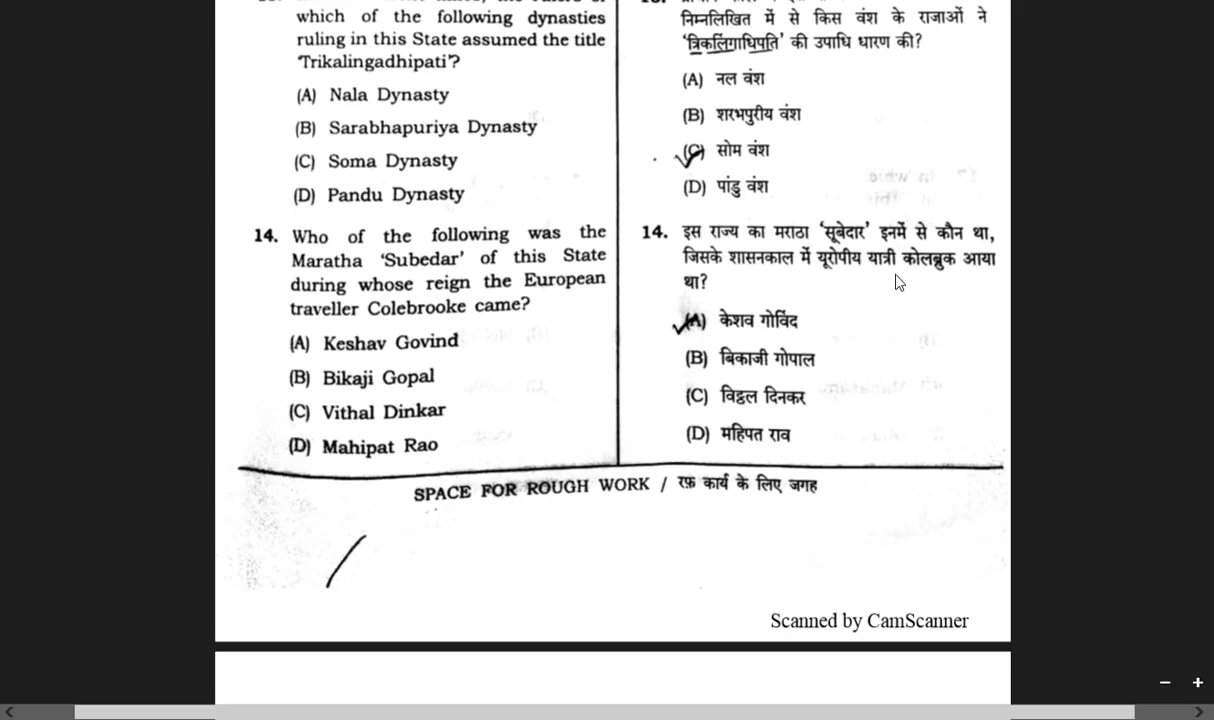 which of the following dynasties
ruling in this State assumed the title
'Trikalingadhipati'?
(A) Nala Dynasty
(B) Sarabhapuriya Dynasty
(C) Soma Dynasty
(D) Pandu Dynasty
14. Who of the following was the
Maratha 'Subedar' of this State
during whose reign the European
traveller Colebrooke came?
(A) Keshav Govind
(B) Bikaji Gopal
(C) Vithal Dinkar
(D) Mahipat Rao
निम्नलिखित में से किस वंश के राजाओं ने
'त्रिकलिंगाधिपति' की उपाधि धारण की?
(A) नल वंश
(B) शरभपुरीय वंश
(C) सोम वंश
(D) पांडु वंश
14. इस राज्य का मराठा 'सूबेदार' इनमें से कौन था,
जिसके शासनकाल में यूरोपीय यात्री कोलब्रुक आया
था?
(A) केशव गोविंद
(B) बिकाजी गोपाल
(C) विट्ठल दिनकर
(D) महिपत राव
SPACE FOR ROUGH WORK / रफ़ कार्य के लिए जगह
Scanned by CamScanner